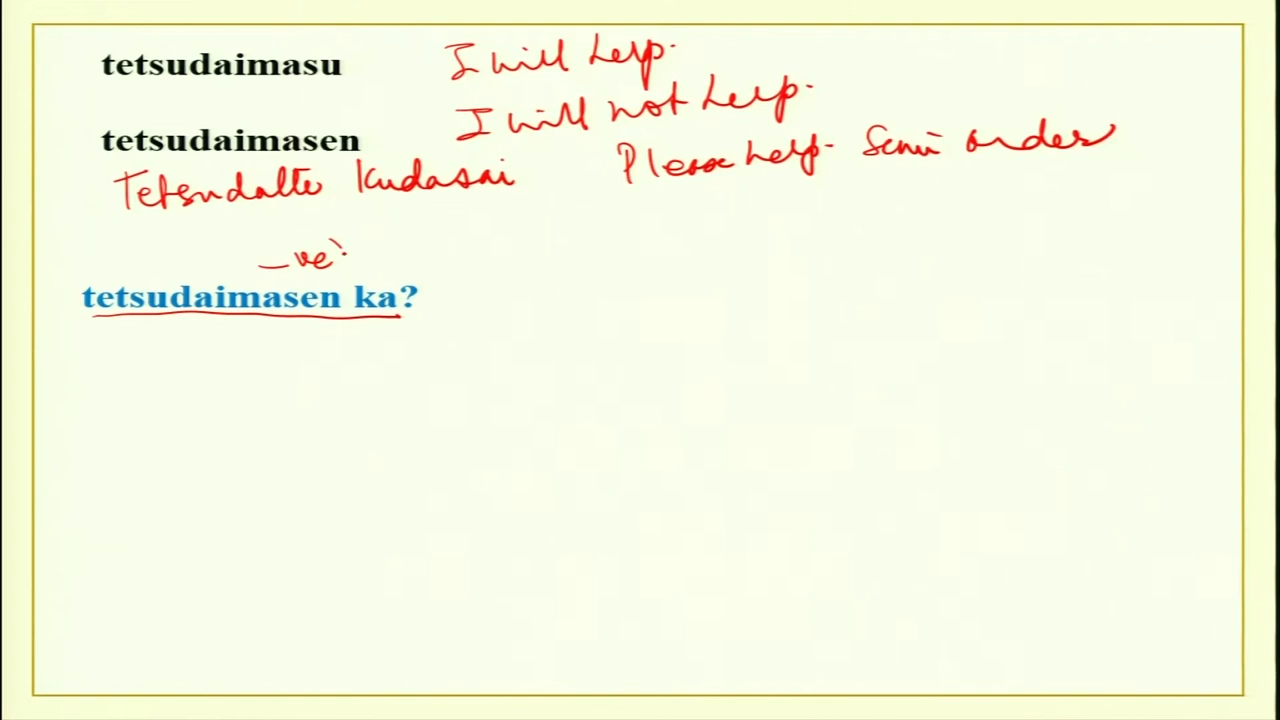 tetsudaimasu I will help.
tetsudaimasen I will not help.
Tetsudatte Kudasai Please help. Semi order
-ve?
tetsudaimasen ka?